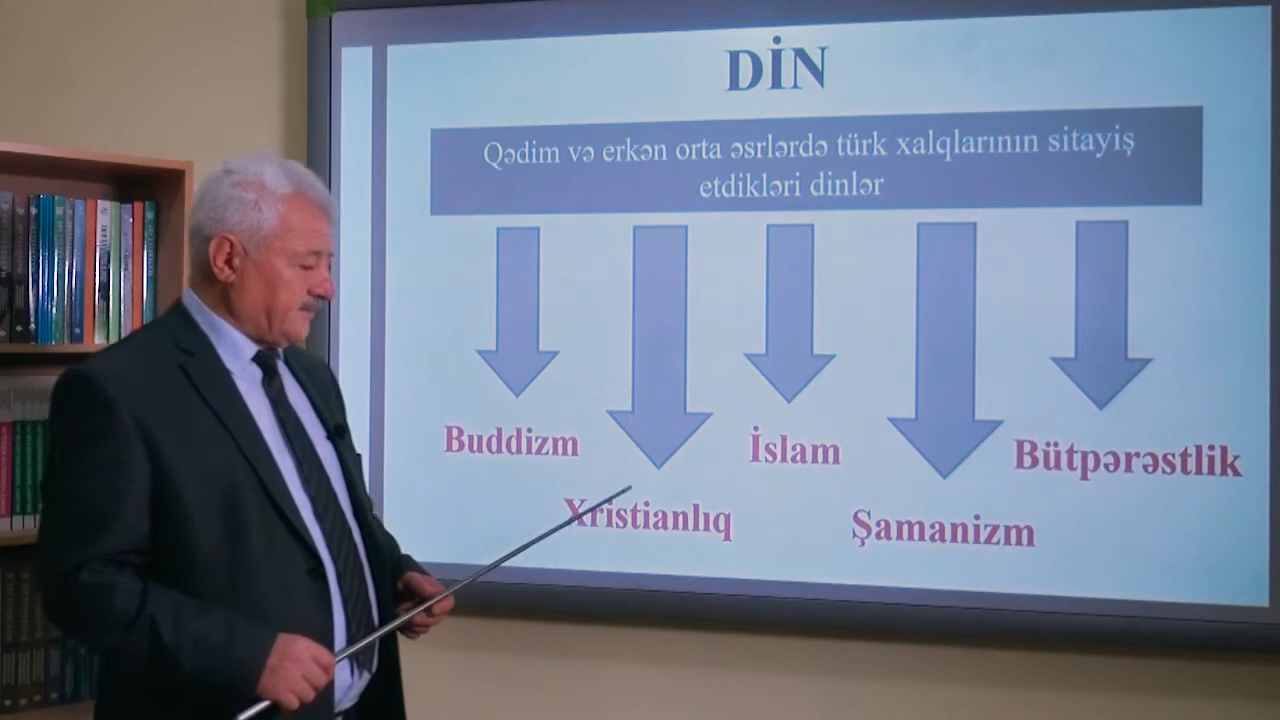 DİN
Qədim və erkən orta əsrlərdə türk xalqlarının sitayiş
etdikləri dinlər
Buddizm
Xristianlıq
İslam
Şamanizm
Bütpərəstlik